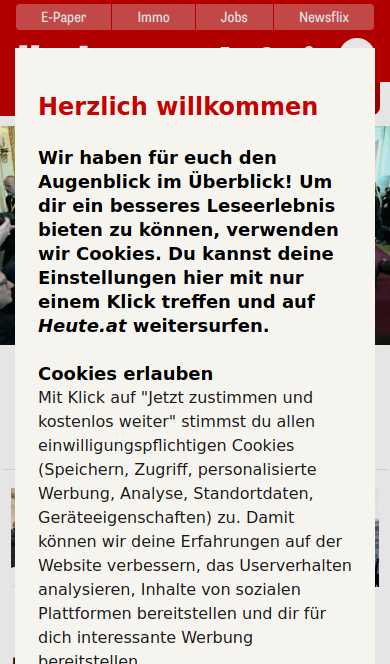 E-Paper Immo Jobs Newsflix
Herzlich willkommen
Wir haben für euch den
Augenblick im Überblick! Um
dir ein besseres Leseerlebnis
bieten zu können, verwenden
wir Cookies. Du kannst deine
Einstellungen hier mit nur
einem Klick treffen und auf
Heute.at weitersurfen.
Cookies erlauben
Mit Klick auf "Jetzt zustimmen und
kostenlos weiter" stimmst du allen
einwilligungspflichtigen Cookies
(Speichern, Zugriff, personalisierte
Werbung, Analyse, Standortdaten,
Geräteeigenschaften) zu. Damit
können wir deine Erfahrungen auf der
Website verbessern, das Userverhalten
analysieren, Inhalte von sozialen
Plattformen bereitstellen und dir für
dich interessante Werbung
bereitstellen